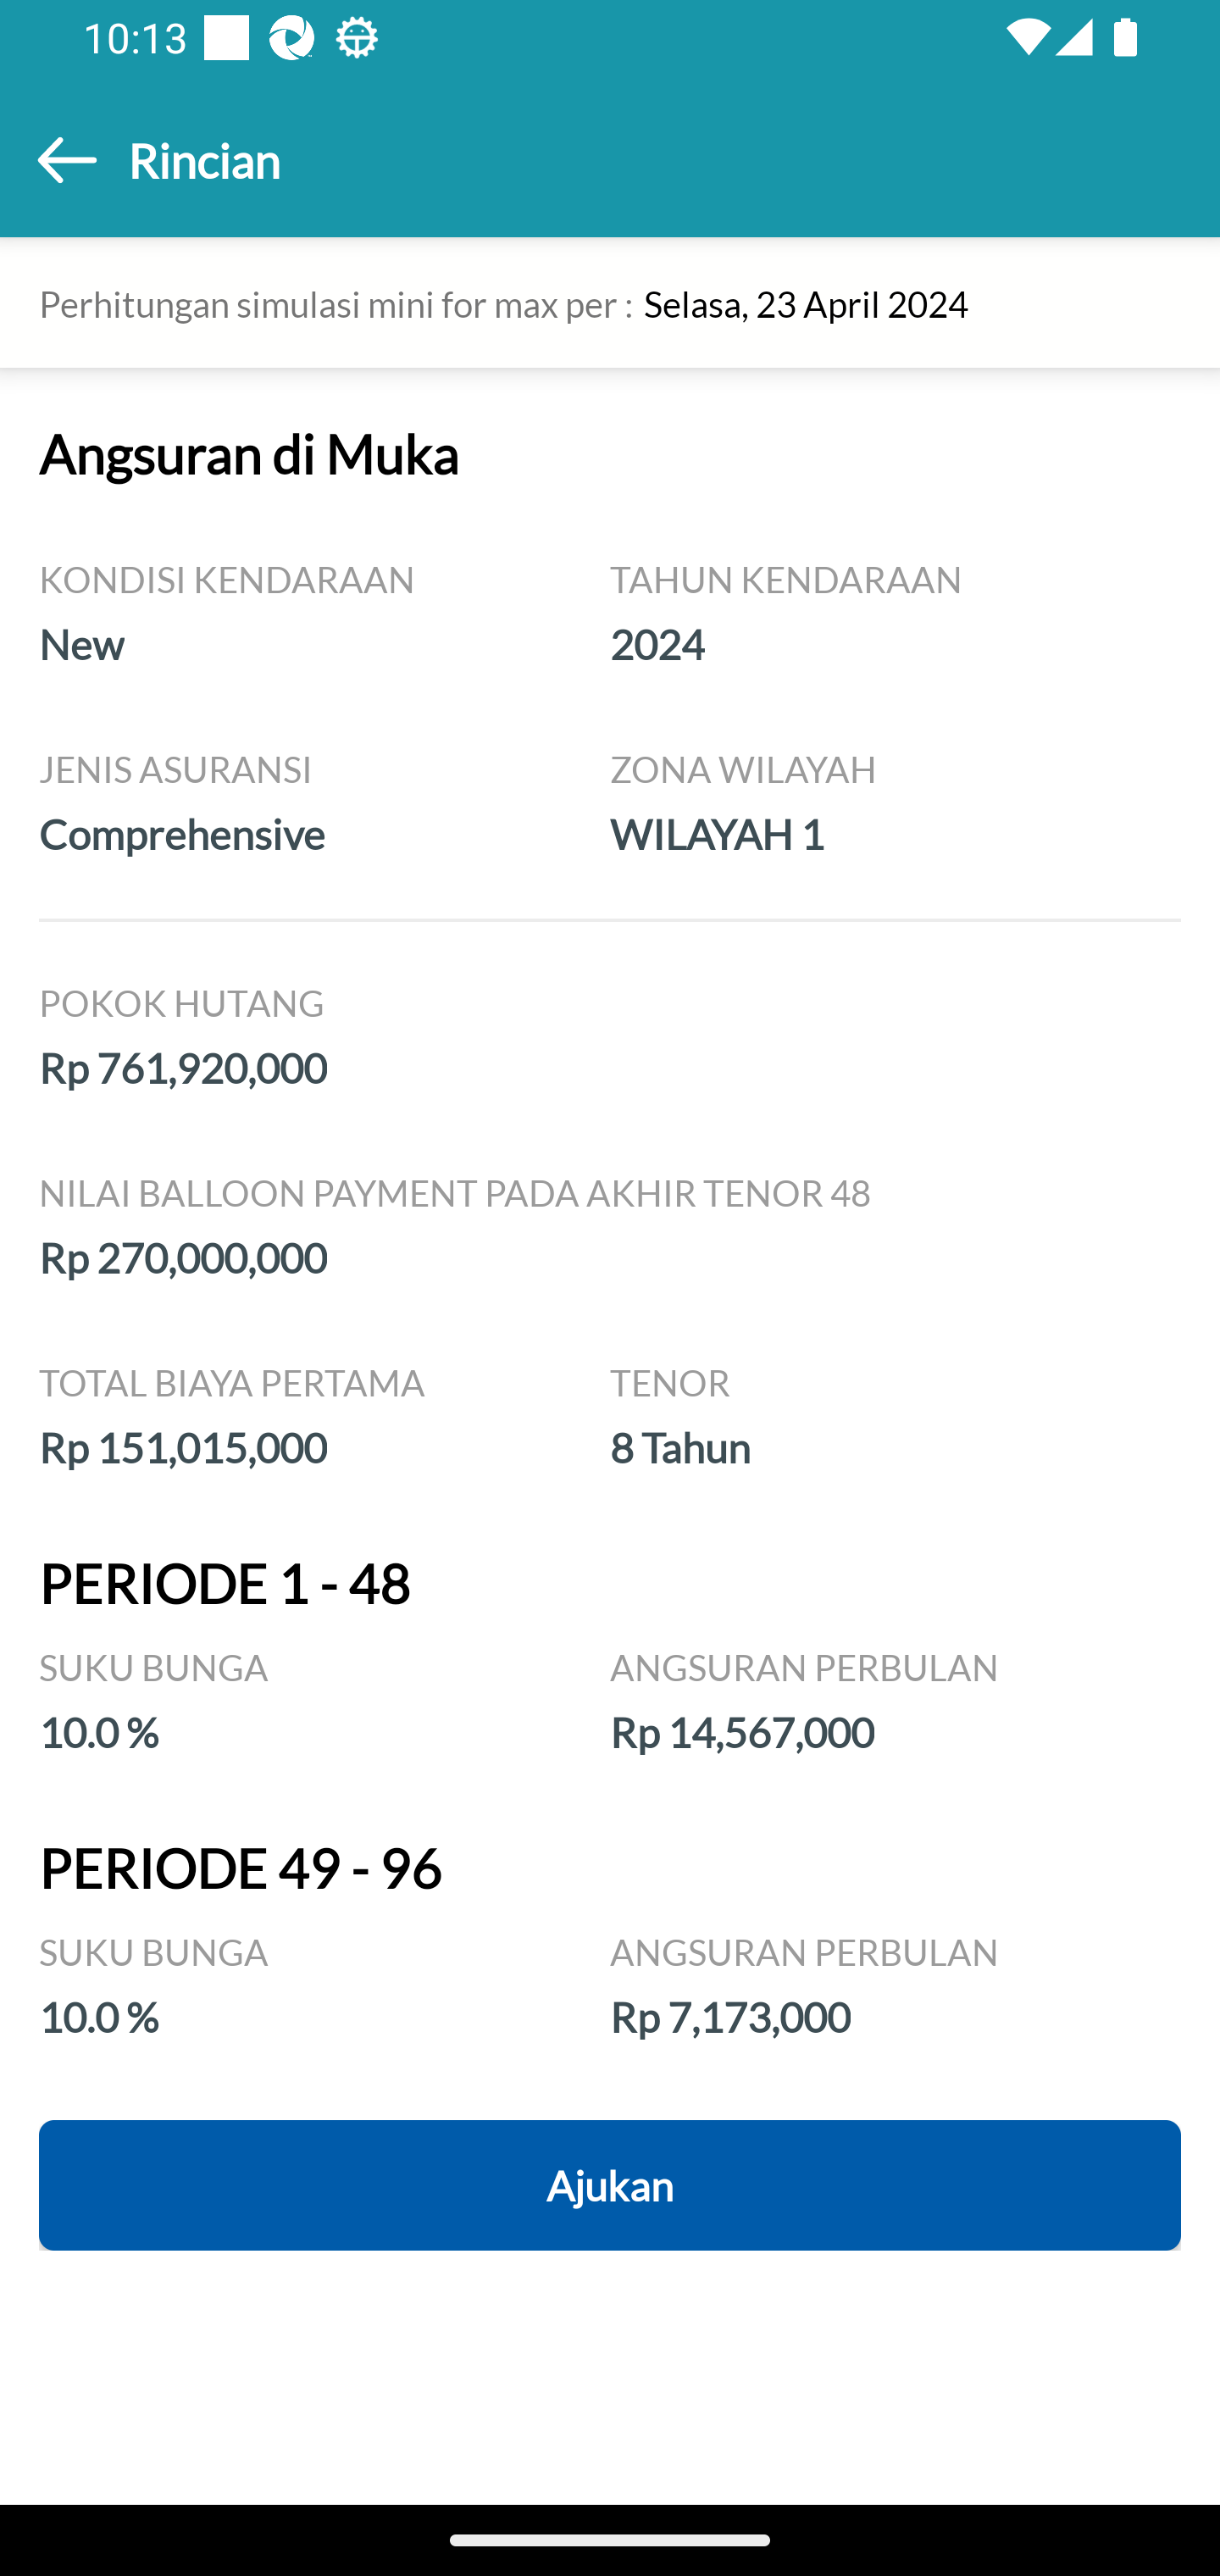 10:13
Rincian
Perhitungan simulasi mini for max per : Selasa, 23 April 2024
Angsuran di Muka
KONDISI KENDARAAN TAHUN KENDARAAN
New 2024
JENIS ASURANSI ZONA WILAYAH
Comprehensive WILAYAH 1
POKOK HUTANG
Rp 761,920,000
NILAI BALLOON PAYMENT PADA AKHIR TENOR 48
Rp 270,000,000
TOTAL BIAYA PERTAMA TENOR
Rp 151,015,000 8 Tahun
PERIODE 1 - 48
SUKU BUNGA ANGSURAN PERBULAN
10.0 % Rp 14,567,000
PERIODE 49 - 96
SUKU BUNGA ANGSURAN PERBULAN
10.0 % Rp 7,173,000
Ajukan